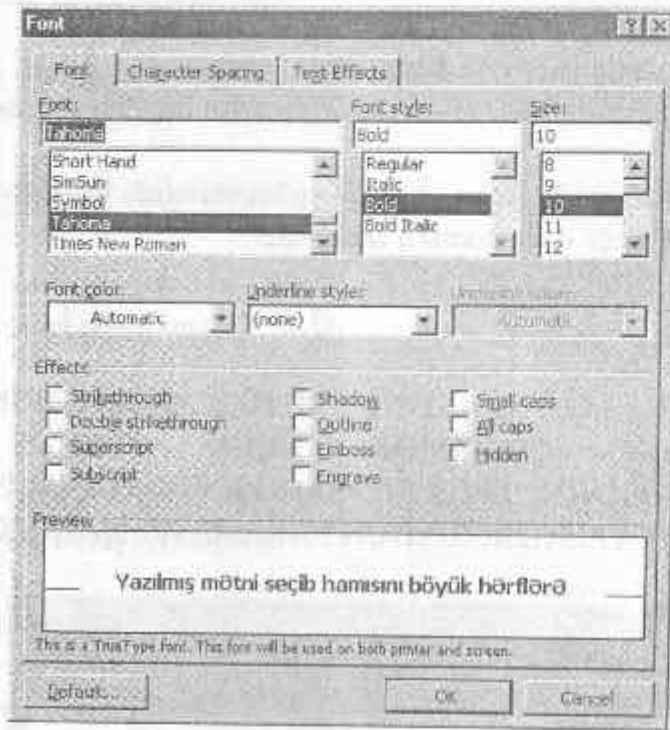 Font
Font Character Spacing Text Effects
Font: Font style: Size:
Tahoma Bold 10
Short Hand Regular 8
SimSun Italic 9
Symbol Bold 10
Tahoma Bold Italic 11
Times New Roman 12
Font color: Underline style: Underline color:
Automatic (none) Automatic
Effects
Strikethrough Shadow Small caps
Double strikethrough Outline All caps
Superscript Emboss Hidden
Subscript Engrave
Preview
Yazılmış mətni seçib hamısını böyük hərflərə
This is a TrueType font. This font will be used on both printer and screen.
Default... OK Cancel